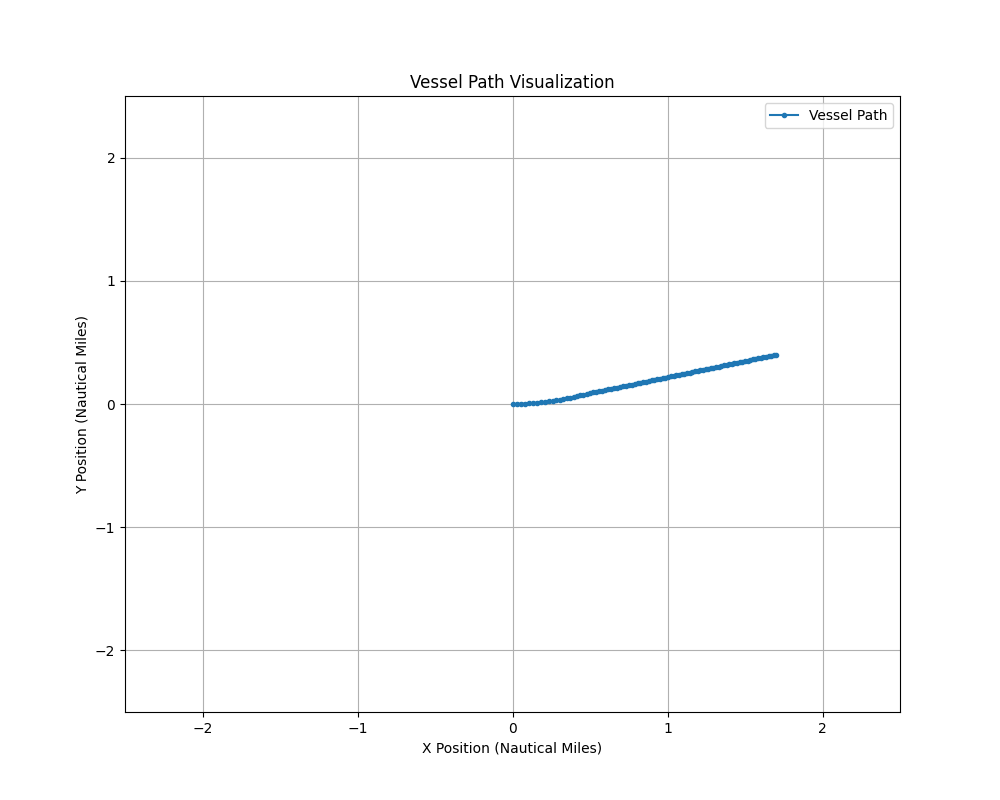 Vessel Path Visualization
Vessel Path
2
1
0
−1
−2
Y Position (Nautical Miles)
−2
−1
0
1
2
X Position (Nautical Miles)